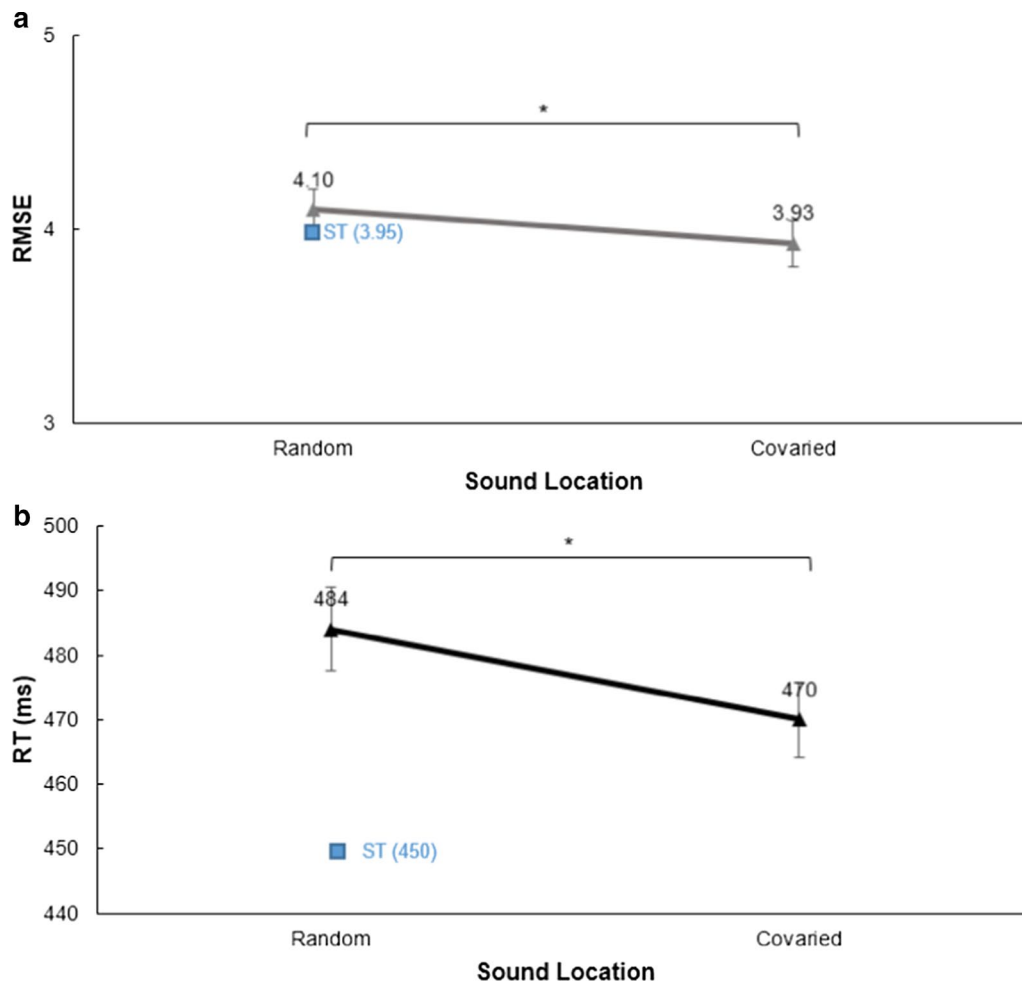 a
5
*
4.10
3.93
4
ST (3.95)
RMSE
3
Random
Covaried
Sound Location
b
500
*
490
484
480
470
470
RT (ms)
460
450
ST (450)
440
Random
Covaried
Sound Location